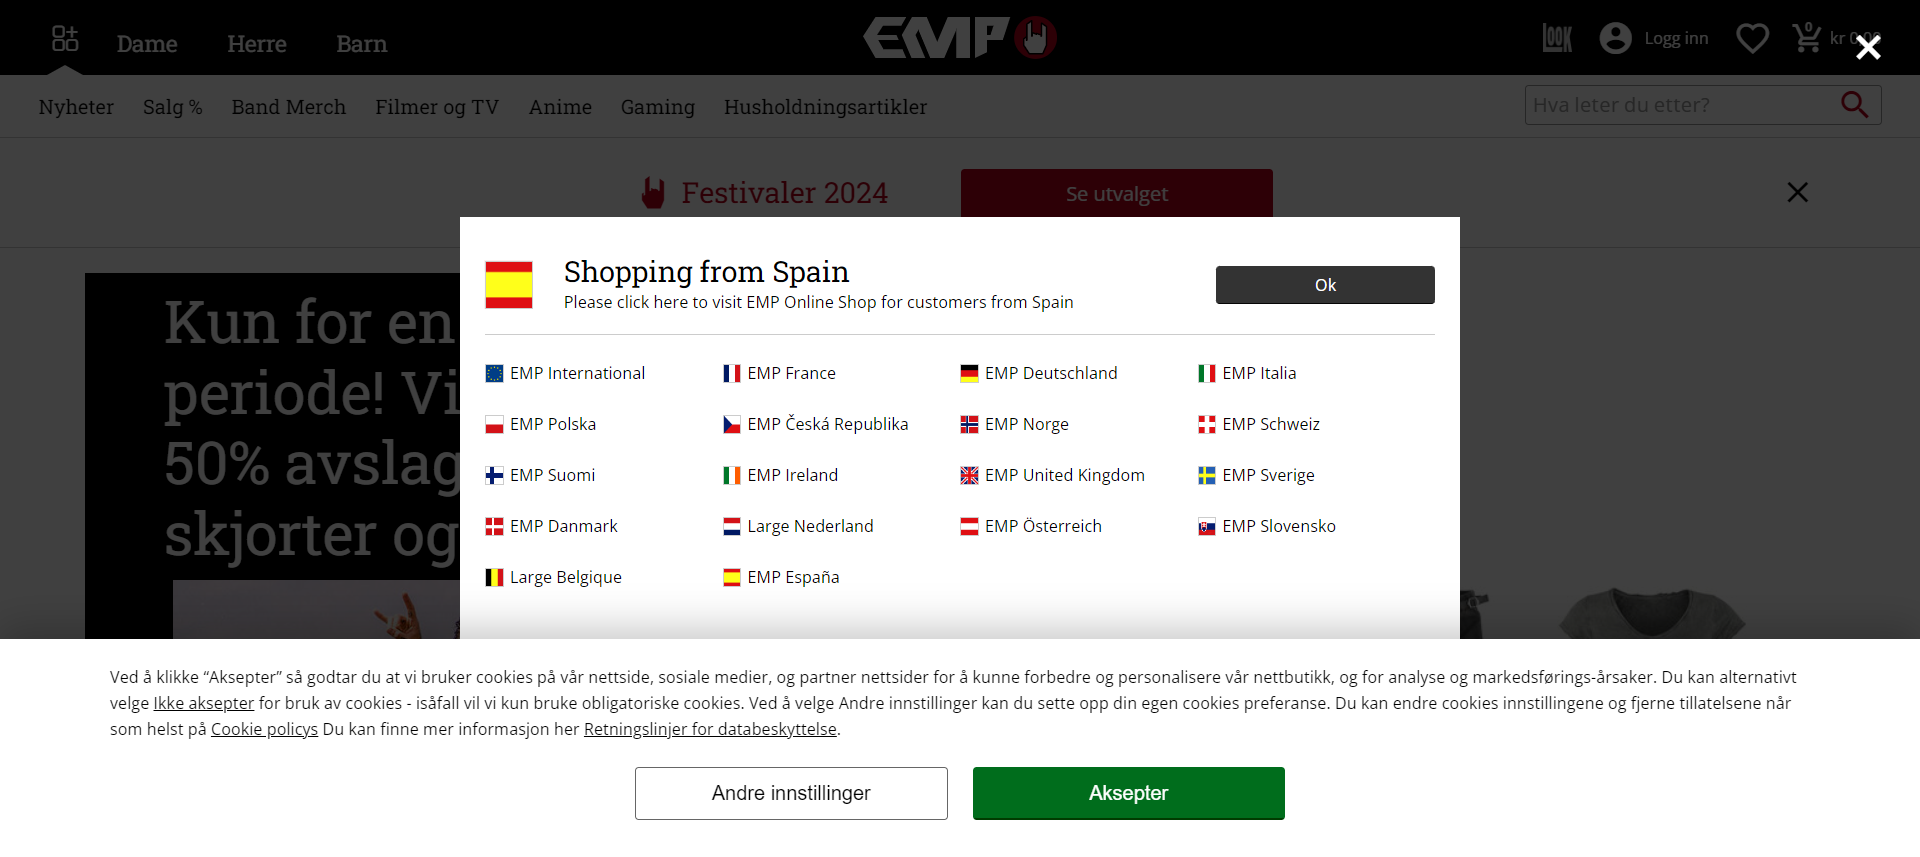 Dame Herre Barn
EMP
LOOK Logg inn 0 kr
Nyheter Salg % Band Merch Filmer og TV Anime Gaming Husholdningsartikler
Hva leter du etter?
Festivaler 2024
Se utvalget
Kun for en
periode! Vi
50% avslag
skjorter og
Shopping from Spain
Please click here to visit EMP Online Shop for customers from Spain
Ok
EMP International EMP France EMP Deutschland EMP Italia
EMP Polska EMP Česká Republika EMP Norge EMP Schweiz
EMP Suomi EMP Ireland EMP United Kingdom EMP Sverige
EMP Danmark Large Nederland EMP Österreich EMP Slovensko
Large Belgique EMP España
Ved å klikke “Aksepter” så godtar du at vi bruker cookies på vår nettside, sosiale medier, og partner nettsider for å kunne forbedre og personalisere vår nettbutikk, og for analyse og markedsførings-årsaker. Du kan alternativt
velge Ikke aksepter for bruk av cookies - isåfall vil vi kun bruke obligatoriske cookies. Ved å velge Andre innstillinger kan du sette opp din egen cookies preferanse. Du kan endre cookies innstillingene og fjerne tillatelsene når
som helst på Cookie policys Du kan finne mer informasjon her Retningslinjer for databeskyttelse.
Andre innstillinger
Aksepter